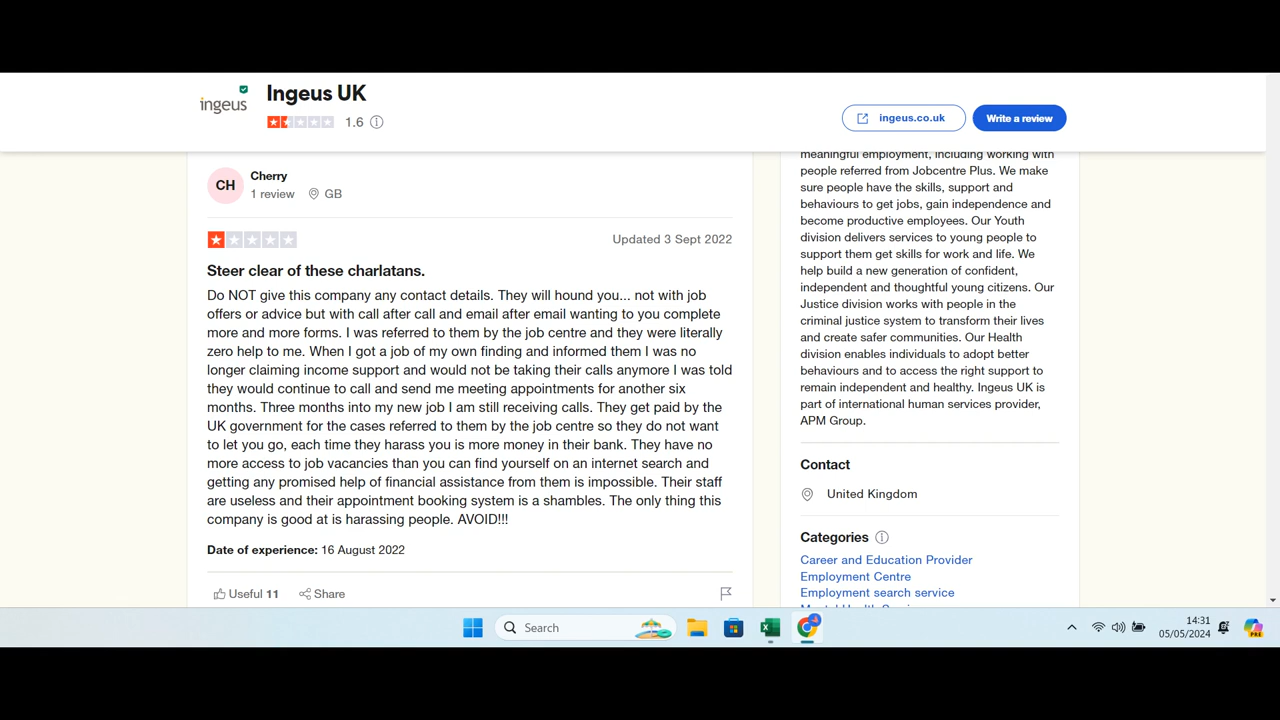 ingeus
Ingeus UK
1.6
ingeus.co.uk
Write a review
CH
Cherry
1 review
GB
Updated 3 Sept 2022
Steer clear of these charlatans.
Do NOT give this company any contact details. They will hound you... not with job
offers or advice but with call after call and email after email wanting to you complete
more and more forms. I was referred to them by the job centre and they were literally
zero help to me. When I got a job of my own finding and informed them I was no
longer claiming income support and would not be taking their calls anymore I was told
they would continue to call and send me meeting appointments for another six
months. Three months into my new job I am still receiving calls. They get paid by the
UK government for the cases referred to them by the job centre so they do not want
to let you go, each time they harass you is more money in their bank. They have no
more access to job vacancies than you can find yourself on an internet search and
getting any promised help of financial assistance from them is impossible. Their staff
are useless and their appointment booking system is a shambles. The only thing this
company is good at is harassing people. AVOID!!!
Date of experience: 16 August 2022
Useful 11
Share
meaningful employment, including working with
people referred from Jobcentre Plus. We make
sure people have the skills, support and
behaviours to get jobs, gain independence and
become productive employees. Our Youth
division delivers services to young people to
support them get skills for work and life. We
help build a new generation of confident,
independent and thoughtful young citizens. Our
Justice division works with people in the
criminal justice system to transform their lives
and create safer communities. Our Health
division enables individuals to adopt better
behaviours and to access the right support to
remain independent and healthy. Ingeus UK is
part of international human services provider,
APM Group.
Contact
United Kingdom
Categories
Career and Education Provider
Employment Centre
Employment search service
Mental Health
Search
14:31
05/05/2024
PRE